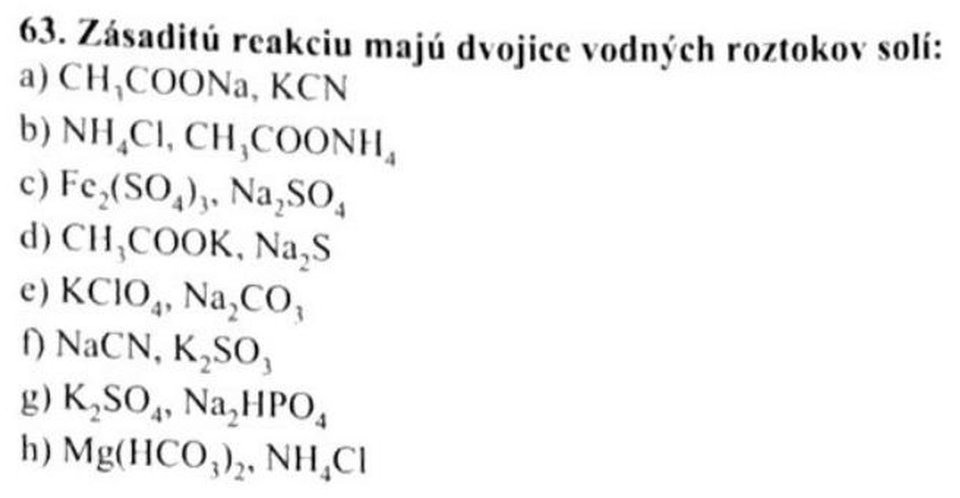 63. Zásaditú reakciu majú dvojice vodných roztokov solí:
a) CH₃COONa, KCN
b) NH₄Cl, CH₃COONH₄
c) Fe₂(SO₄)₃, Na₂SO₄
d) CH₃COOK, Na₂S
e) KClO₄, Na₂CO₃
f) NaCN, K₂SO₃
g) K₂SO₄, Na₂HPO₄
h) Mg(HCO₃)₂, NH₄Cl